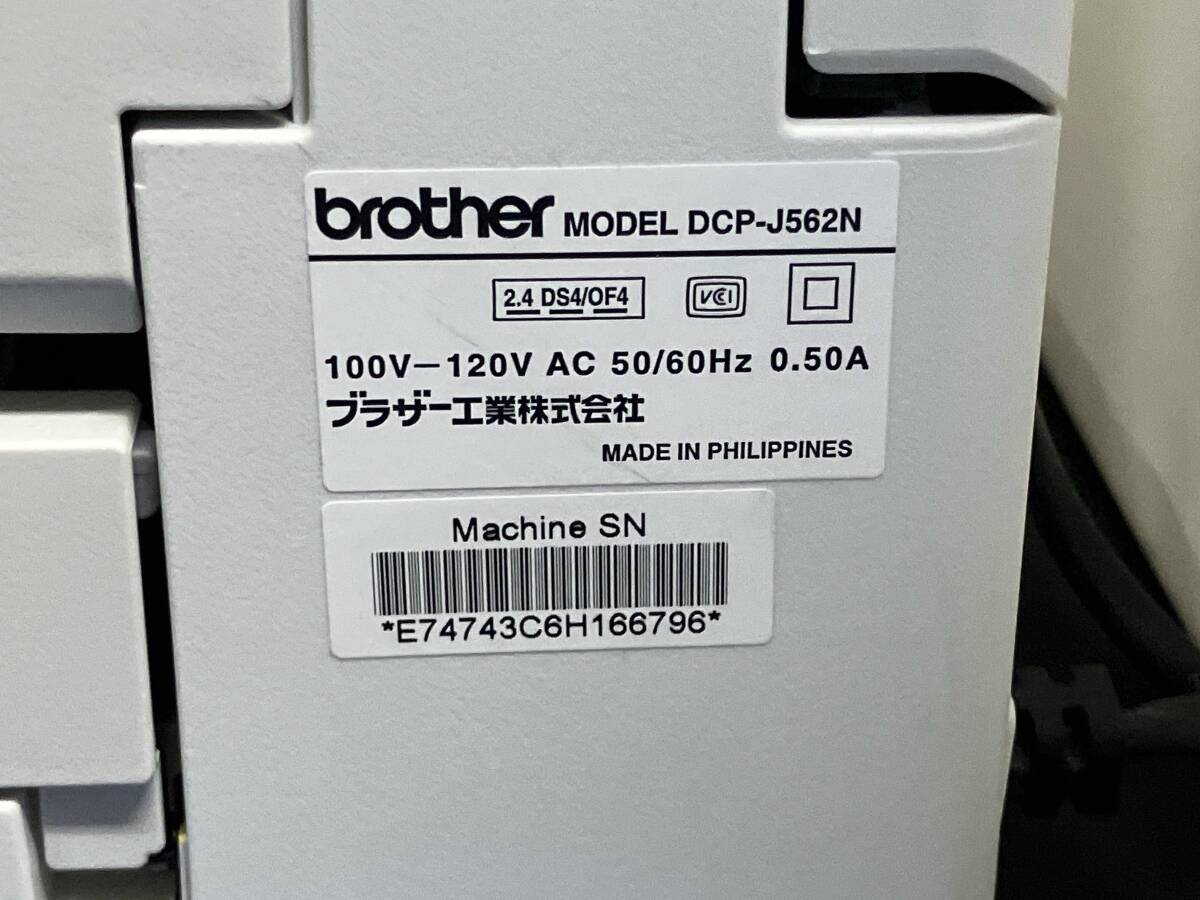 brother MODEL DCP-J562N
2.4 DS4/OF4 VCI
100V－120V AC 50/60Hz 0.50A
ブラザー工業株式会社
MADE IN PHILIPPINES
Machine SN
*E74743C6H166796*